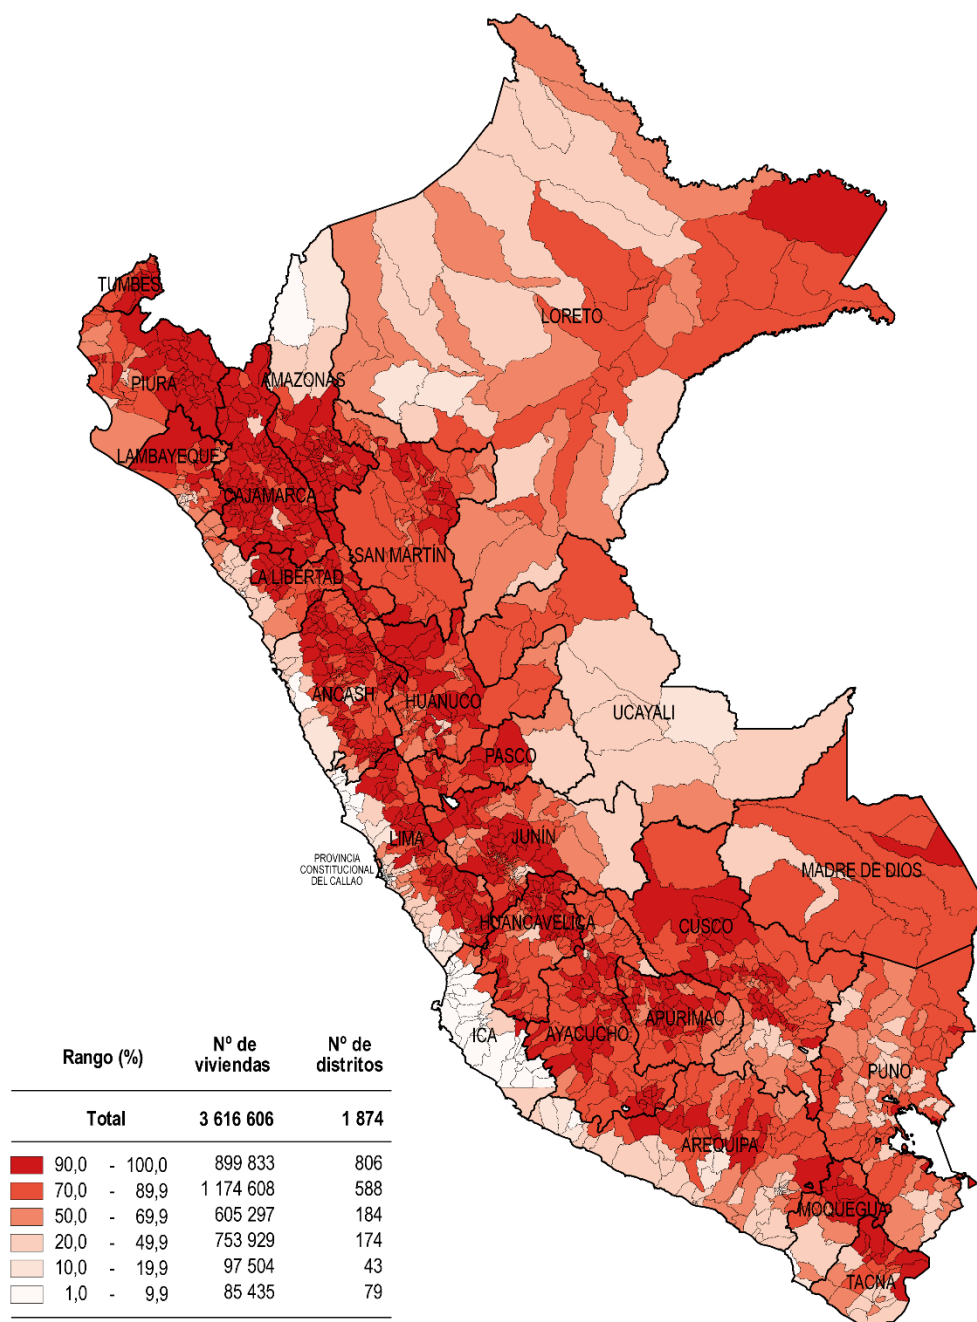 TUMBES
LORETO
PIURA
AMAZONAS
LAMBAYEQUE
CAJAMARCA
SAN MARTÍN
LA LIBERTAD
ANCASH
HUÁNUCO
UCAYALI
PASCO
LIMA
JUNÍN
PROVINCIA
CONSTITUCIONAL
DEL CALLAO
MADRE DE DIOS
HUANCAVELICA
CUSCO
ICA
AYACUCHO
APURÍMAC
PUNO
AREQUIPA
MOQUEGUA
TACNA
Rango (%) Nº de viviendas Nº de distritos
Total 3 616 606 1 874
90,0 - 100,0 899 833 806
70,0 - 89,9 1 174 608 588
50,0 - 69,9 605 297 184
20,0 - 49,9 753 929 174
10,0 - 19,9 97 504 43
1,0 - 9,9 85 435 79